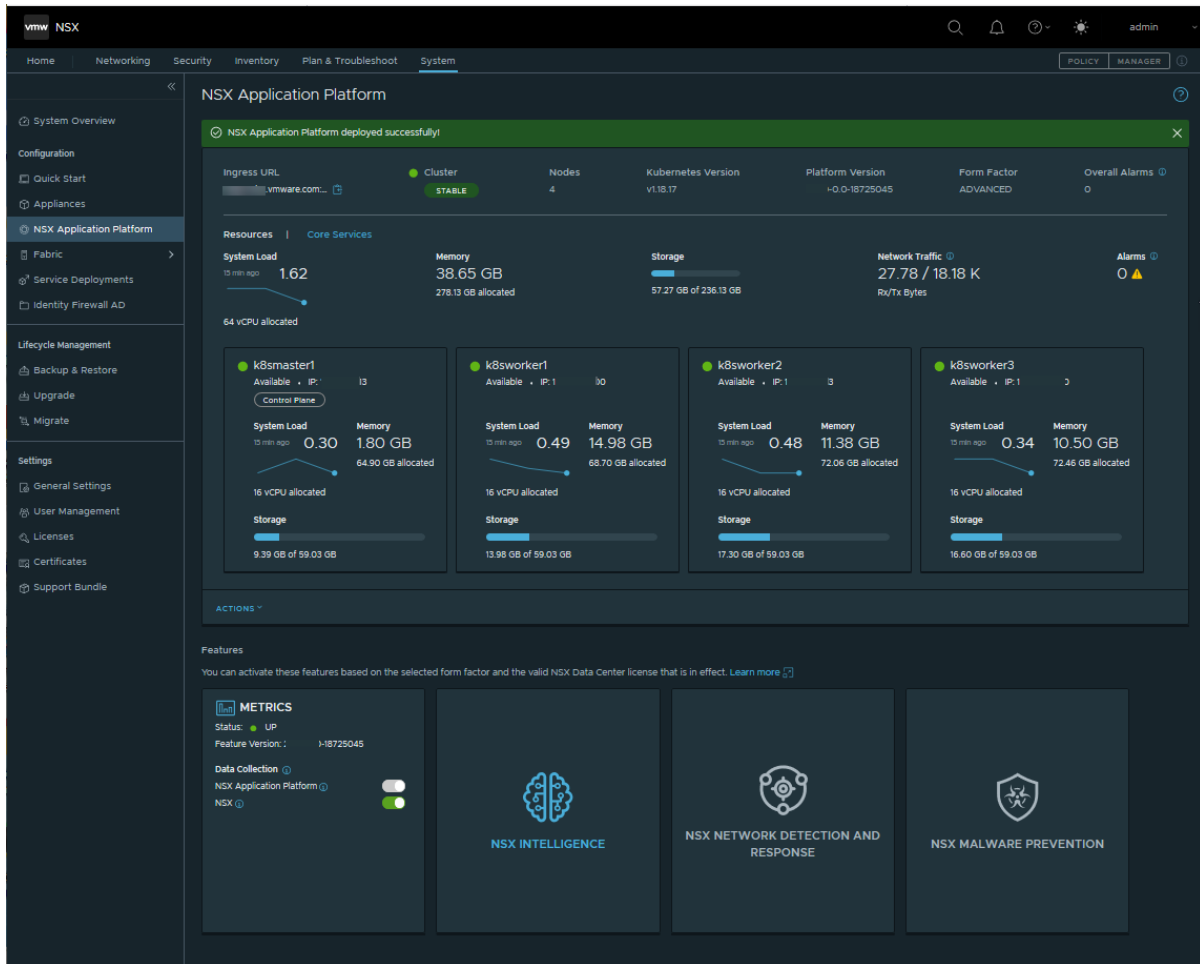 vmw NSX
admin
Home Networking Security Inventory Plan & Troubleshoot System
POLICY MANAGER
System Overview
Configuration
Quick Start
Appliances
NSX Application Platform
Fabric
Service Deployments
Identity Firewall AD
Lifecycle Management
Backup & Restore
Upgrade
Migrate
Settings
General Settings
User Management
Licenses
Certificates
Support Bundle
NSX Application Platform
NSX Application Platform deployed successfully!
Ingress URL Cluster Nodes Kubernetes Version Platform Version Form Factor Overall Alarms
.vmware.com:... STABLE 4 v1.18.17 0.0-18725045 ADVANCED 0
Resources | Core Services
System Load Memory Storage Network Traffic Alarms
15 min ago 1.62 38.65 GB 27.78 / 18.18 K 0
278.13 GB allocated 57.27 GB of 236.13 GB Rx/Tx Bytes
64 vCPU allocated
k8smaster1
Available • IP:
Control Plane
System Load Memory
15 min ago 0.30 1.80 GB
64.90 GB allocated
16 vCPU allocated
Storage
9.39 GB of 59.03 GB
k8sworker1
Available • IP:
System Load Memory
15 min ago 0.49 14.98 GB
68.70 GB allocated
16 vCPU allocated
Storage
13.98 GB of 59.03 GB
k8sworker2
Available • IP:
System Load Memory
15 min ago 0.48 11.38 GB
72.06 GB allocated
16 vCPU allocated
Storage
17.30 GB of 59.03 GB
k8sworker3
Available • IP:
System Load Memory
15 min ago 0.34 10.50 GB
72.46 GB allocated
16 vCPU allocated
Storage
16.60 GB of 59.03 GB
ACTIONS
Features
You can activate these features based on the selected form factor and the valid NSX Data Center license that is in effect. Learn more
METRICS
Status: UP
Feature Version: -18725045
Data Collection
NSX Application Platform
NSX
NSX INTELLIGENCE
NSX NETWORK DETECTION AND
RESPONSE
NSX MALWARE PREVENTION